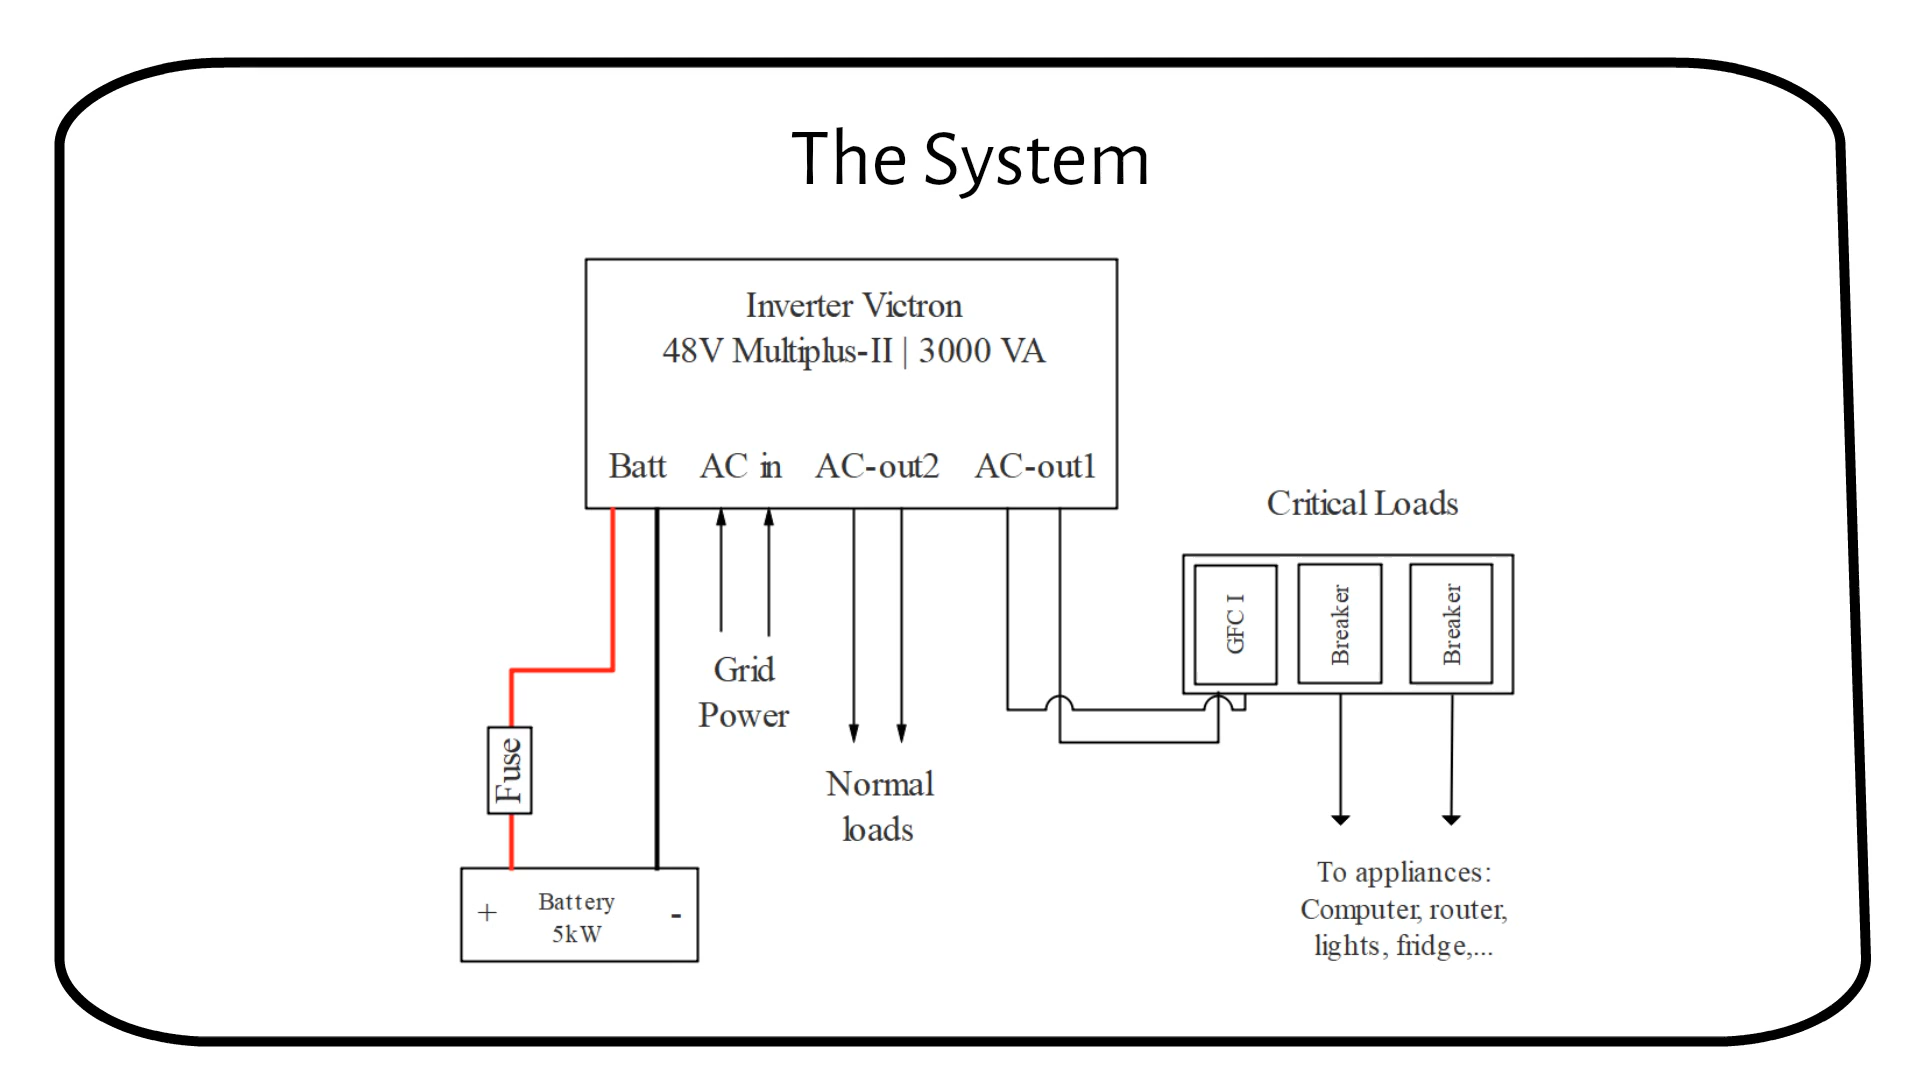 The System
Inverter Victron
48V Multiplus-II | 3000 VA
Batt AC in AC-out2 AC-out1
Critical Loads
GFC I
Breaker
Breaker
Grid
Power
Fuse
Normal
loads
To appliances:
Computer, router,
lights, fridge,...
+ Battery -
5kW